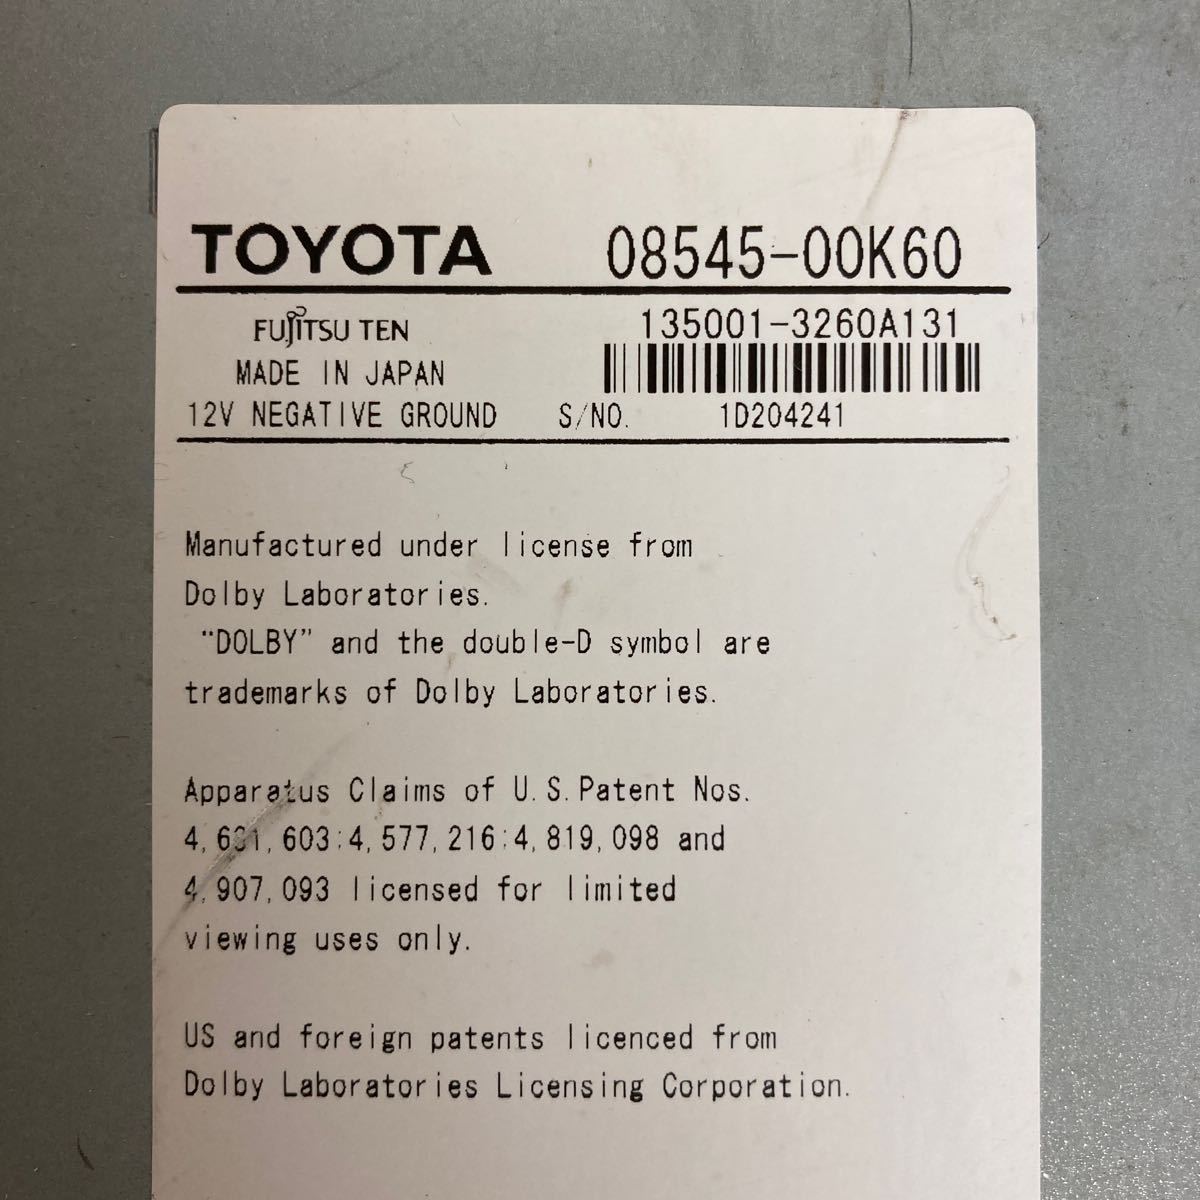 TOYOTA 08545-00K60
FUJITSU TEN 135001-3260A131
MADE IN JAPAN
12V NEGATIVE GROUND S/NO. 1D204241
Manufactured under license from
Dolby Laboratories.
"DOLBY" and the double-D symbol are
trademarks of Dolby Laboratories.
Apparatus Claims of U.S.Patent Nos.
4,631,603:4,577,216:4,819,098 and
4,907,093 licensed for limited
viewing uses only.
US and foreign patents licenced from
Dolby Laboratories Licensing Corporation.